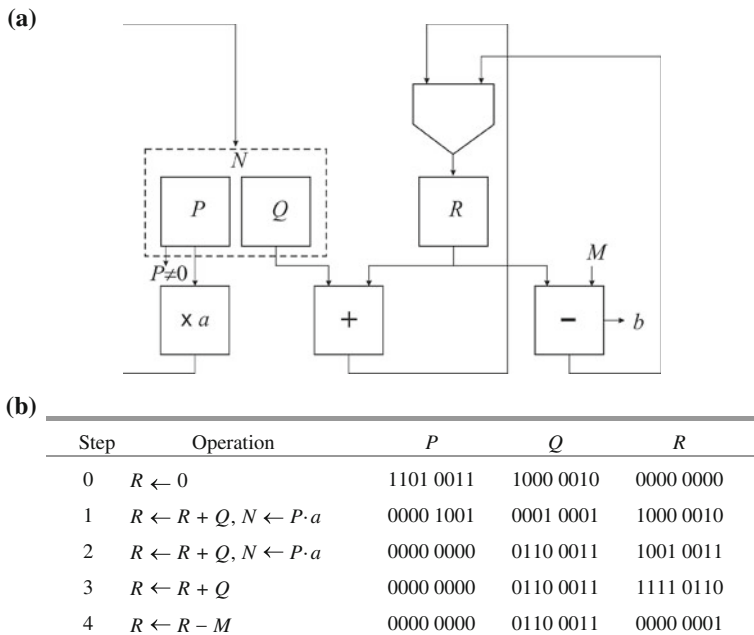 (a)
N
P Q R
P≠0 M
x a + - b
(b)
Step Operation P Q R
0 R ← 0 1101 0011 1000 0010 0000 0000
1 R ← R + Q, N ← P·a 0000 1001 0001 0001 1000 0010
2 R ← R + Q, N ← P·a 0000 0000 0110 0011 1001 0011
3 R ← R + Q 0000 0000 0110 0011 1111 0110
4 R ← R – M 0000 0000 0110 0011 0000 0001